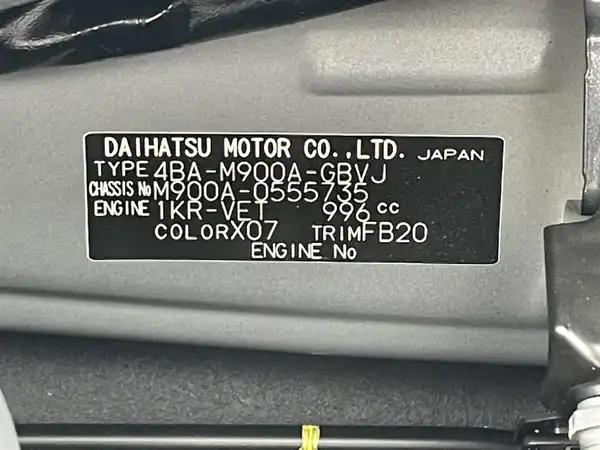 DAIHATSU MOTOR CO.,LTD. JAPAN
TYPE 4BA-M900A-GBVJ
CHASSIS No M900A-0555735
ENGINE 1KR-VET 996 cc
COLOR X07 TRIM FB20
ENGINE No